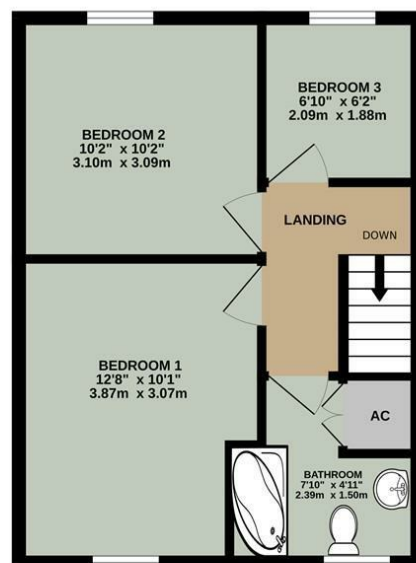 BEDROOM 2
10'2" x 10'2"
3.10m x 3.09m
BEDROOM 3
6'10" x 6'2"
2.09m x 1.88m
LANDING
DOWN
BEDROOM 1
12'8" x 10'1"
3.87m x 3.07m
AC
BATHROOM
7'10" x 4'11"
2.39m x 1.50m